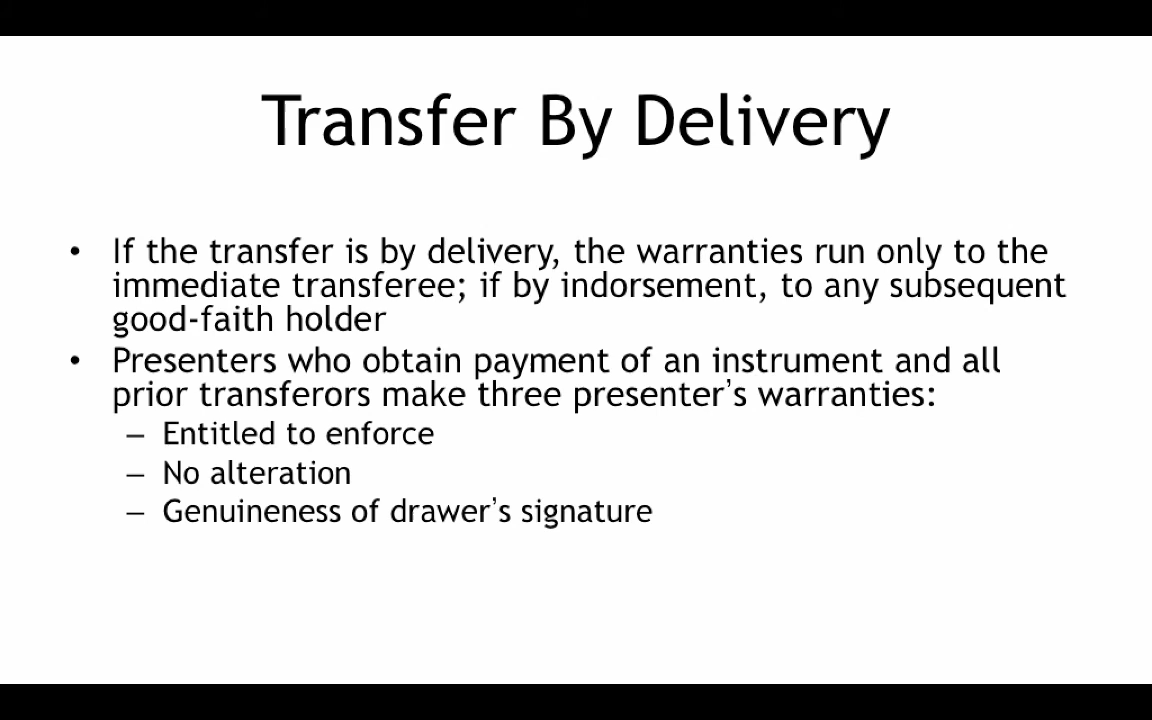 Transfer By Delivery
• If the transfer is by delivery, the warranties run only to the
immediate transferee; if by indorsement, to any subsequent
good-faith holder
• Presenters who obtain payment of an instrument and all
prior transferors make three presenter’s warranties:
– Entitled to enforce
– No alteration
– Genuineness of drawer’s signature